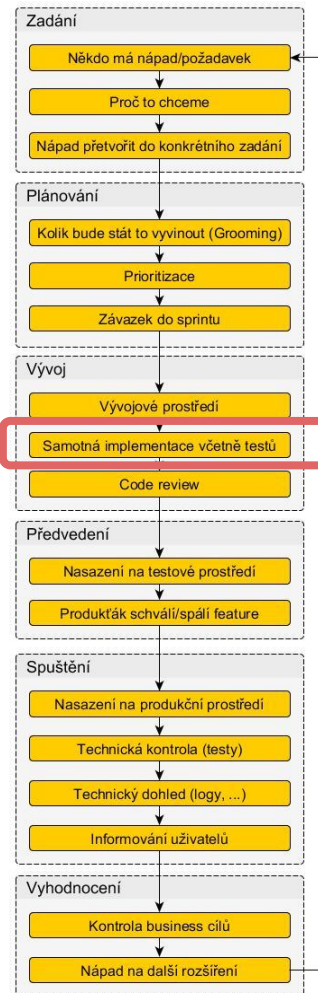 Zadání
Někdo má nápad/požadavek
Proč to chceme
Nápad přetvořit do konkrétního zadání
Plánování
Kolik bude stát to vyvinout (Grooming)
Prioritizace
Závazek do sprintu
Vývoj
Vývojové prostředí
Samotná implementace včetně testů
Code review
Předvedení
Nasazení na testové prostředí
Produkťák schválí/spálí feature
Spuštění
Nasazení na produkční prostředí
Technická kontrola (testy)
Technický dohled (logy, ...)
Informování uživatelů
Vyhodnocení
Kontrola business cílů
Nápad na další rozšíření